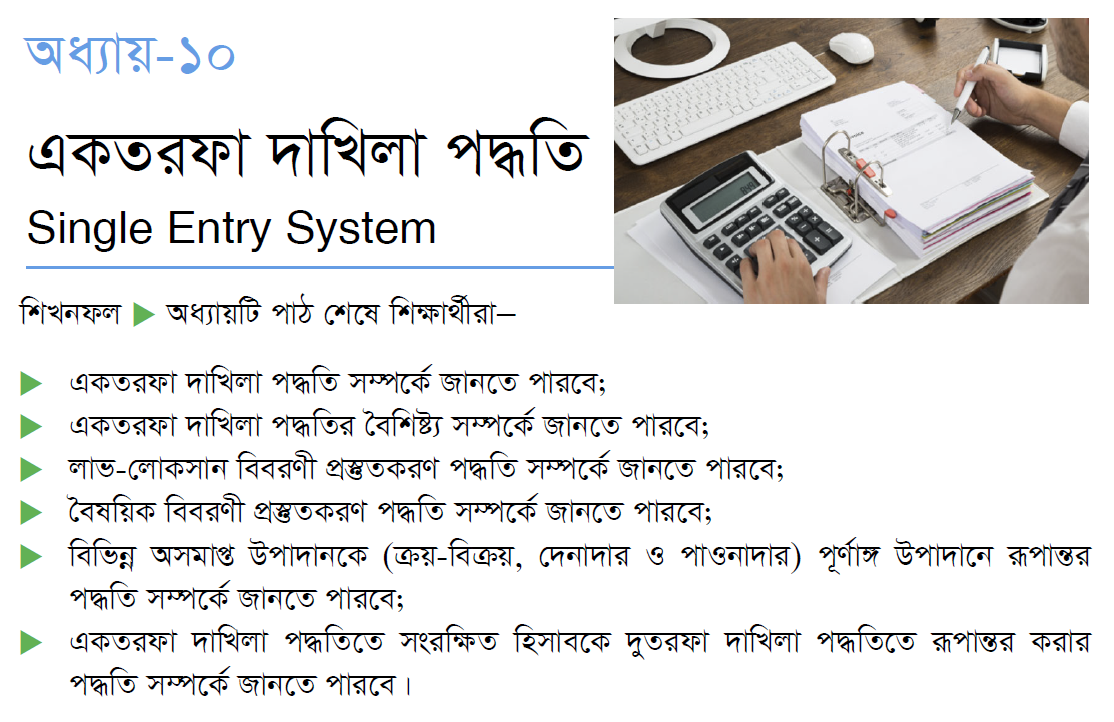 অধ্যায়-১০
একতরফা দাখিলা পদ্ধতি
Single Entry System
শিখনফল ▶ অধ্যায়টি পাঠ শেষে শিক্ষার্থীরা–
▶ একতরফা দাখিলা পদ্ধতি সম্পর্কে জানতে পারবে;
▶ একতরফা দাখিলা পদ্ধতির বৈশিষ্ট্য সম্পর্কে জানতে পারবে;
▶ লাভ-লোকসান বিবরণী প্রস্তুতকরণ পদ্ধতি সম্পর্কে জানতে পারবে;
▶ বৈষয়িক বিবরণী প্রস্তুতকরণ পদ্ধতি সম্পর্কে জানতে পারবে;
▶ বিভিন্ন অসমাপ্ত উপাদানকে (ক্রয়-বিক্রয়, দেনাদার ও পাওনাদার) পূর্ণাঙ্গ উপাদানে রূপান্তর
পদ্ধতি সম্পর্কে জানতে পারবে;
▶ একতরফা দাখিলা পদ্ধতিতে সংরক্ষিত হিসাবকে দুতরফা দাখিলা পদ্ধতিতে রূপান্তর করার
পদ্ধতি সম্পর্কে জানতে পারবে।